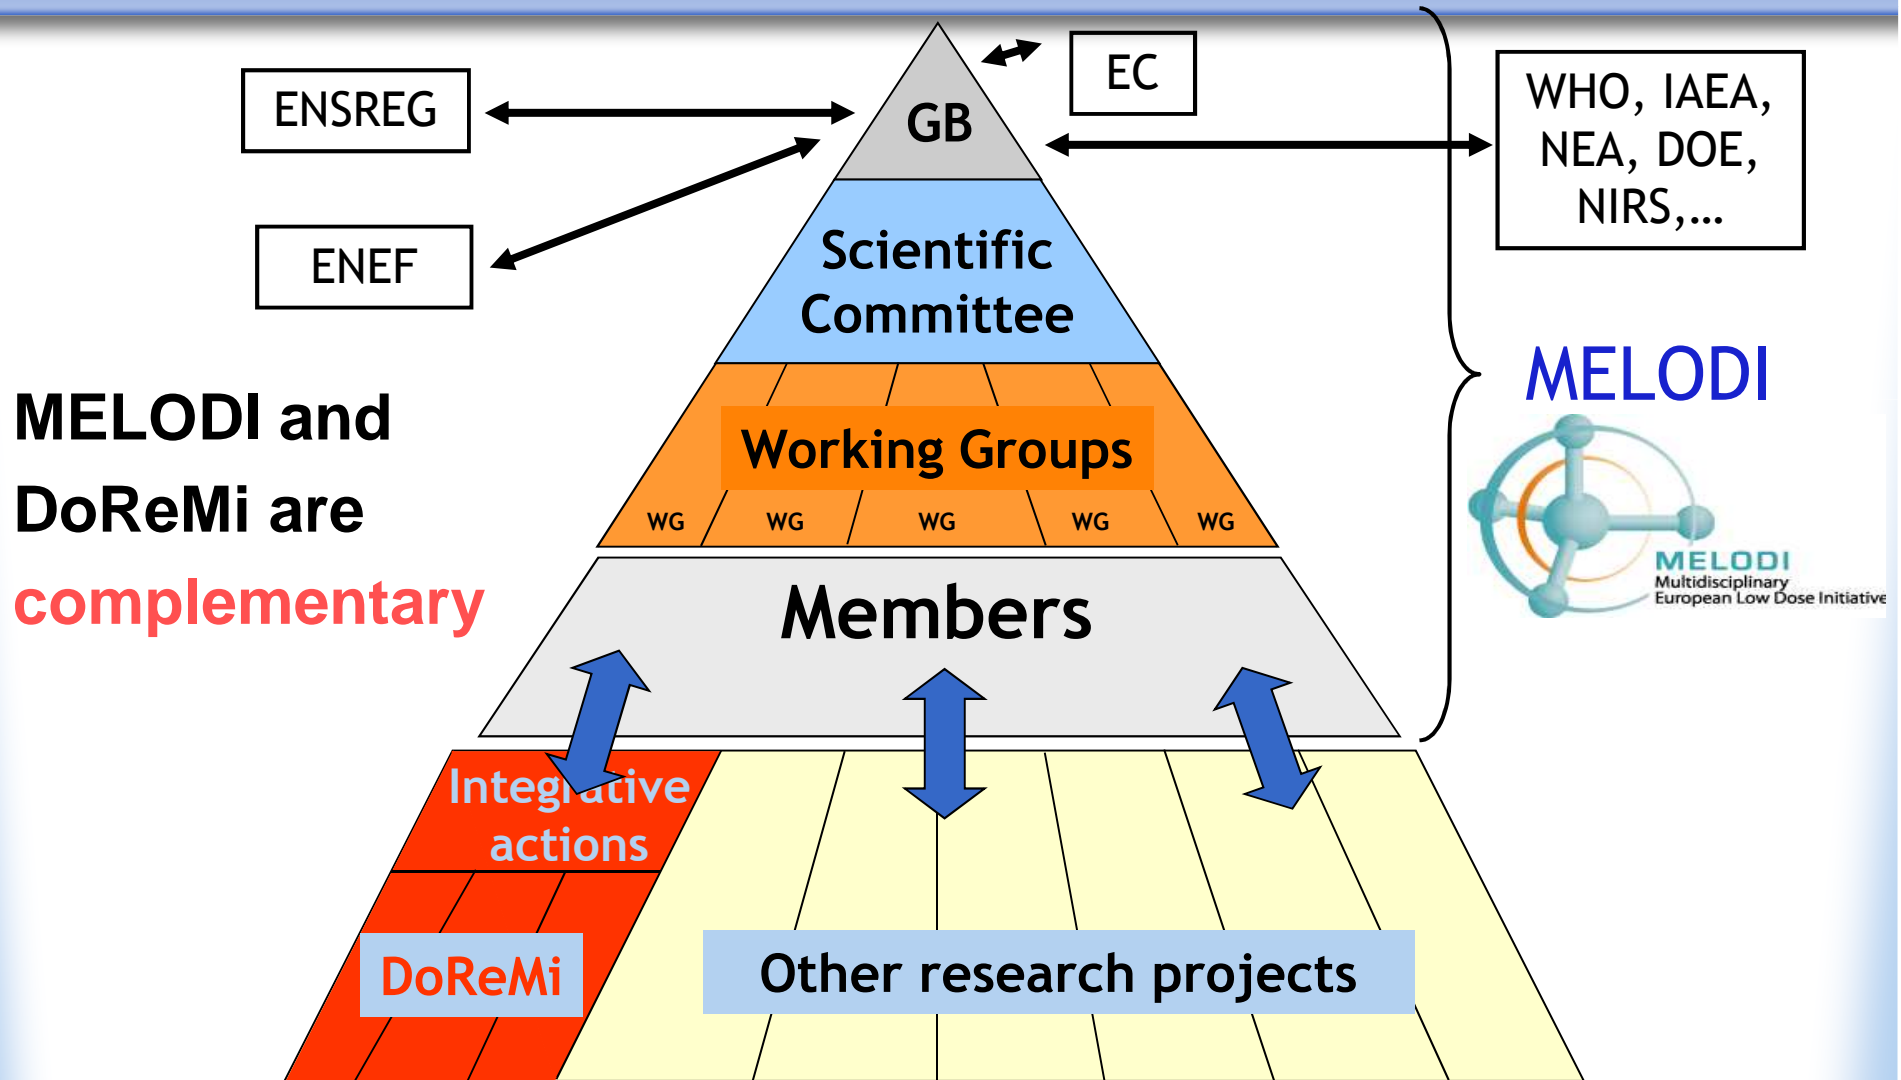 ENSREG
EC
GB
WHO, IAEA,
NEA, DOE,
NIRS,...
ENEF
Scientific
Committee
MELODI
MELODI and
DoReMi are
complementary
Working Groups
WG WG WG WG WG
MELODI
Multidisciplinary
European Low Dose Initiative
Members
Integrative
actions
DoReMi
Other research projects